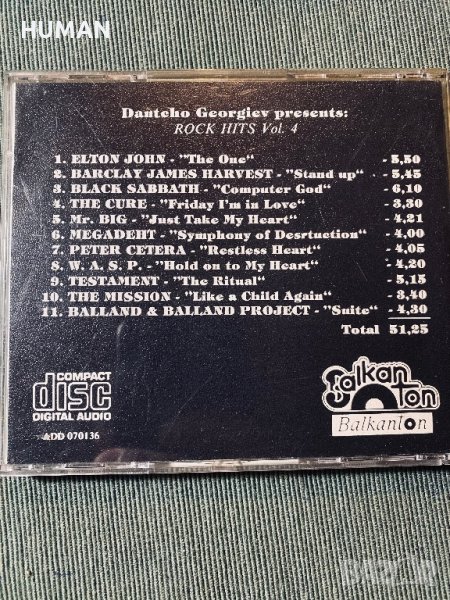 HUMAN
Dantcho Georgiev presents:
ROCK HITS Vol. 4
1. ELTON JOHN - "The One" - 5,50
2. BARCLAY JAMES HARVEST - "Stand up" - 5,45
3. BLACK SABBATH - "Computer God" - 6,10
4. THE CURE - "Friday I'm in Love" - 3,30
5. Mr. BIG - "Just Take My Heart" - 4,21
6. MEGADEHT - "Symphony of Desrtuction" - 4,00
7. PETER CETERA - "Restless Heart" - 4,05
8. W. A. S. P. - "Hold on to My Heart" - 4,20
9. TESTAMENT - "The Ritual" - 5,15
10. THE MISSION - "Like a Child Again" - 3,40
11. BALLAND & BALLAND PROJECT - "Suite" - 4,30
Total 51,25
COMPACT
disc
DIGITAL AUDIO
Balkan
Ton
Balkanton
ADD 070136
BAZAR